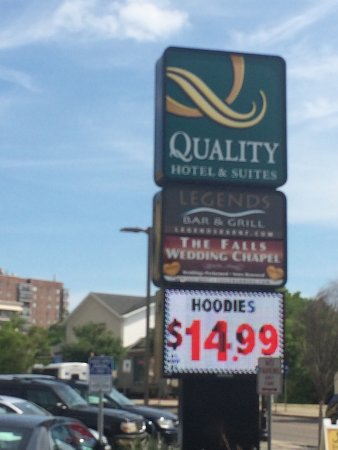 QUALITY
HOTEL & SUITES
LEGENDS
BAR & GRILL
THE FALLS
WEDDING CHAPEL
HOODIES
$14.99